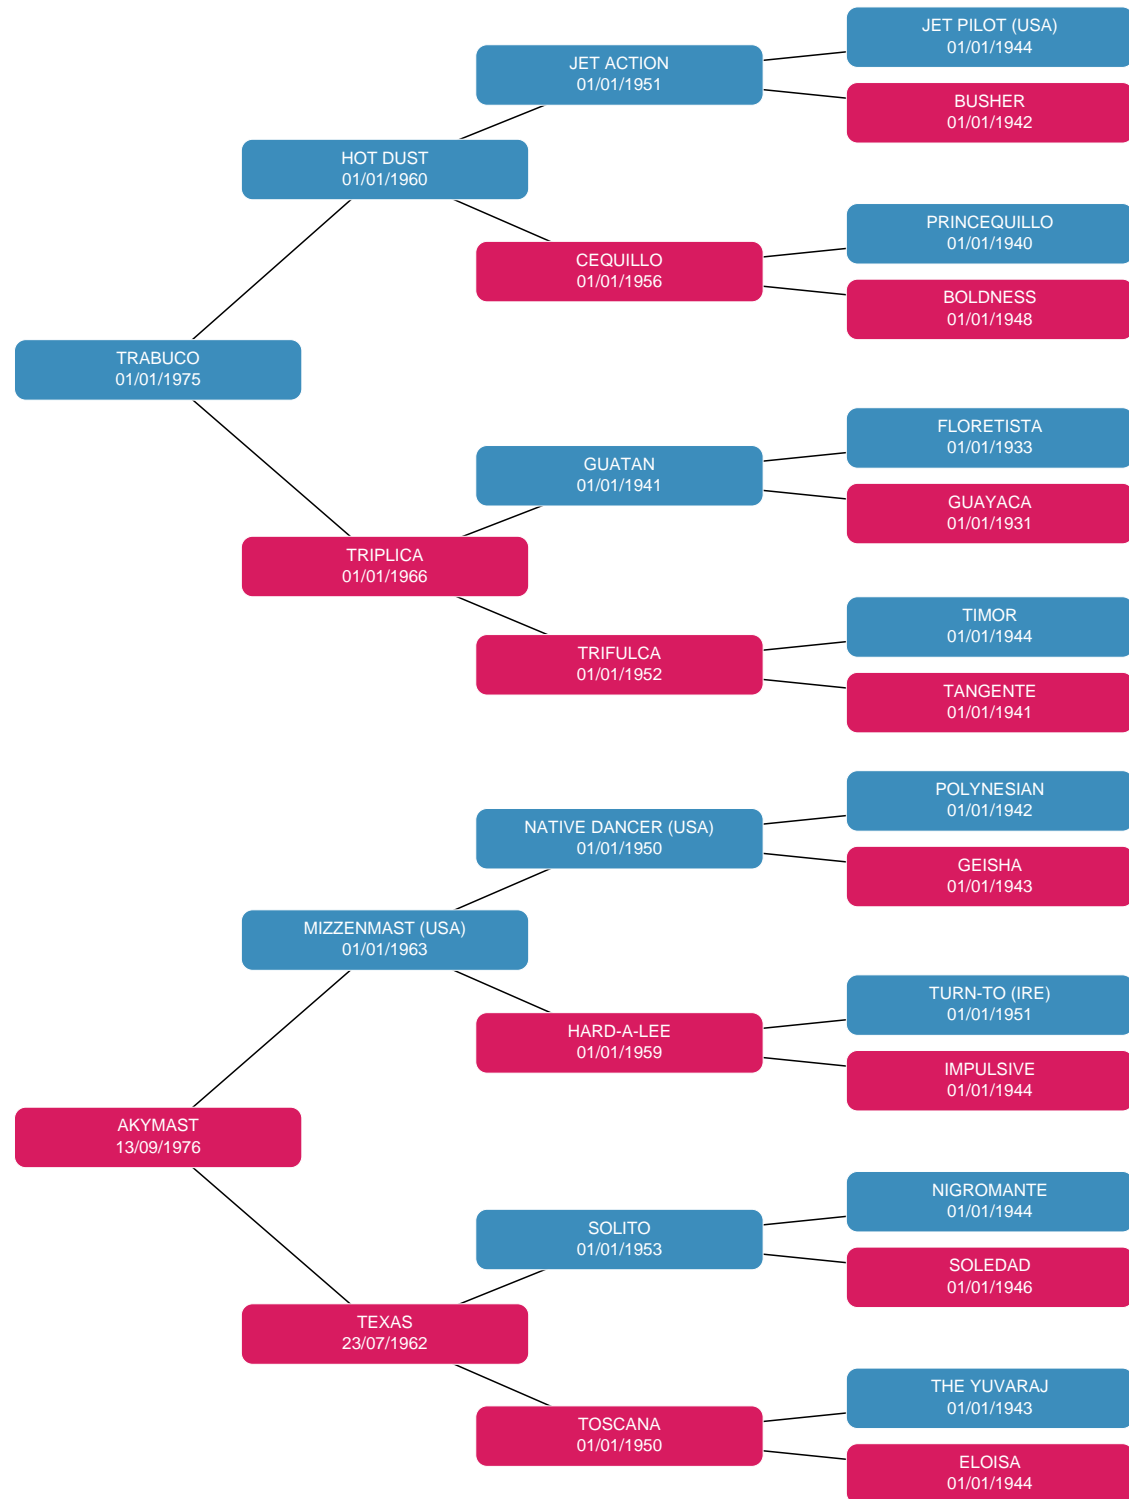 JET PILOT (USA)
01/01/1944
JET ACTION
01/01/1951
BUSHER
01/01/1942
HOT DUST
01/01/1960
PRINCEQUILLO
01/01/1940
CEQUILLO
01/01/1956
BOLDNESS
01/01/1948
TRABUCO
01/01/1975
FLORETISTA
01/01/1933
GUATAN
01/01/1941
GUAYACA
01/01/1931
TRIPLICA
01/01/1966
TIMOR
01/01/1944
TRIFULCA
01/01/1952
TANGENTE
01/01/1941
POLYNESIAN
01/01/1942
NATIVE DANCER (USA)
01/01/1950
GEISHA
01/01/1943
MIZZENMAST (USA)
01/01/1963
TURN-TO (IRE)
01/01/1951
HARD-A-LEE
01/01/1959
IMPULSIVE
01/01/1944
AKYMAST
13/09/1976
NIGROMANTE
01/01/1944
SOLITO
01/01/1953
SOLEDAD
01/01/1946
TEXAS
23/07/1962
THE YUVARAJ
01/01/1943
TOSCANA
01/01/1950
ELOISA
01/01/1944